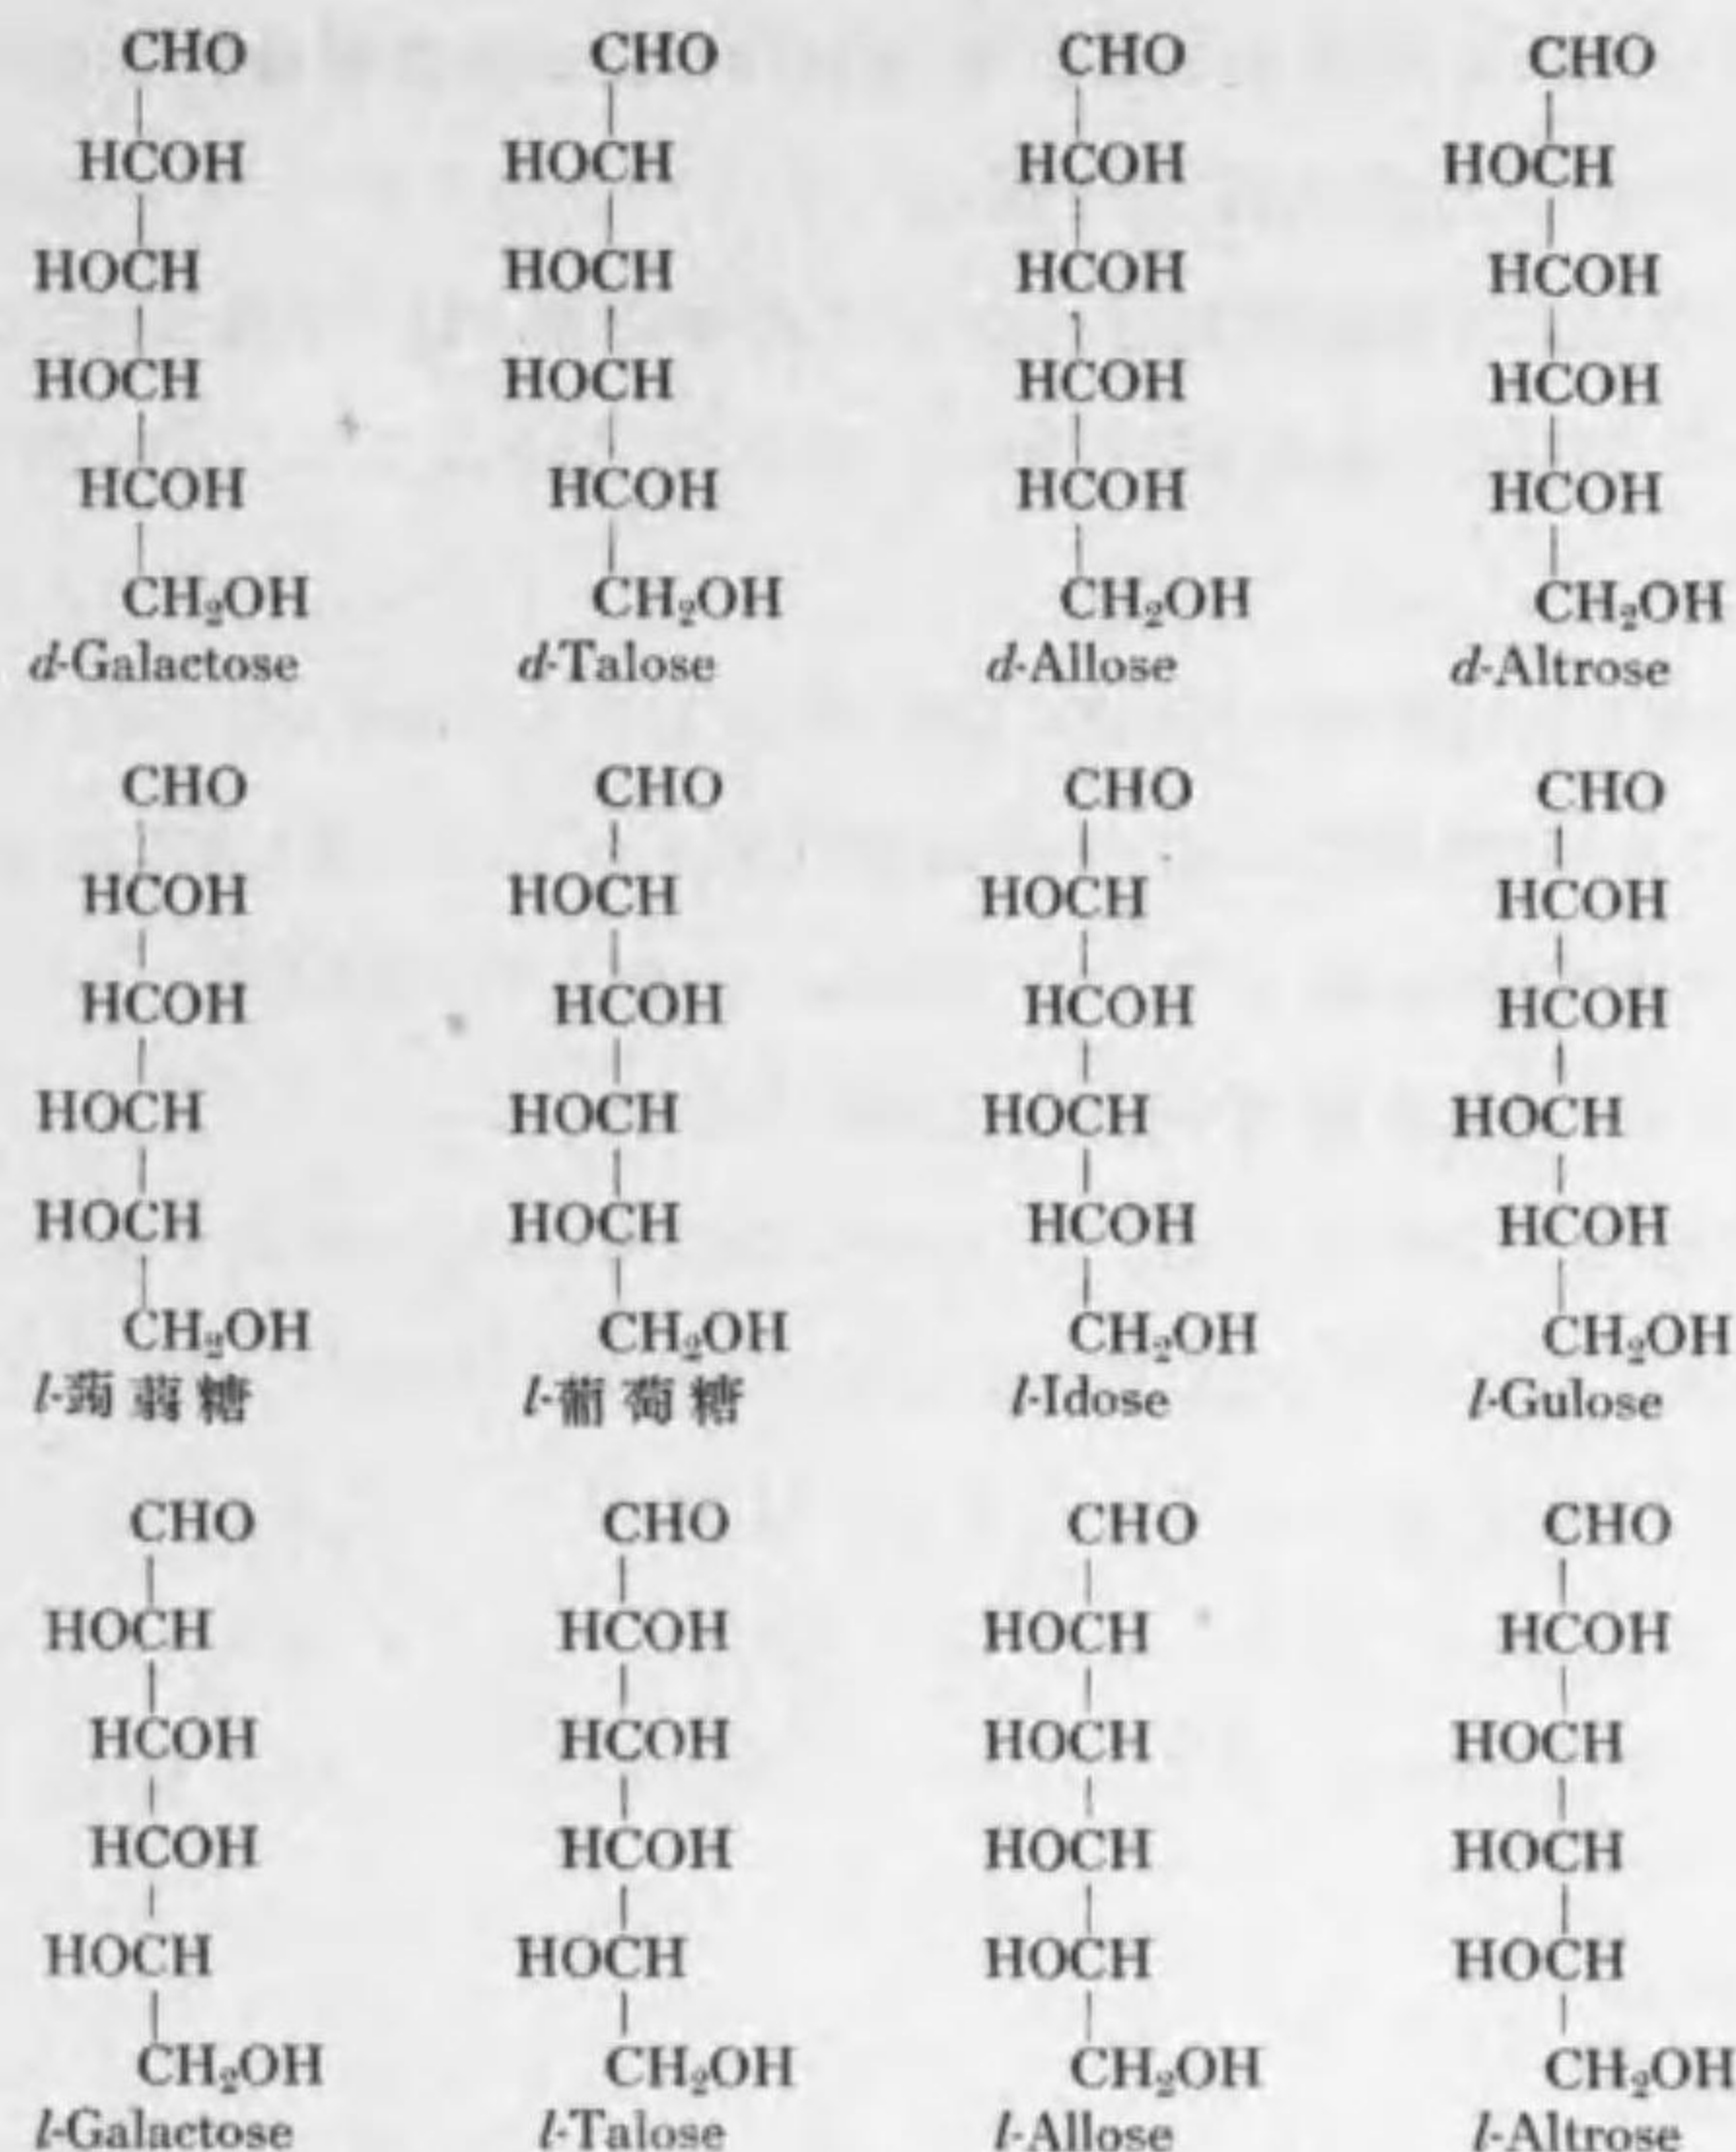 CHO CHO CHO CHO
HCOH HOCH HCOH HOCH
HOCH HOCH HCOH HCOH
HOCH HOCH HCOH HCOH
HCOH HCOH HCOH HCOH
CH₂OH CH₂OH CH₂OH CH₂OH
d-Galactose d-Talose d-Allose d-Altrose
CHO CHO CHO CHO
HCOH HOCH HOCH HCOH
HCOH HCOH HCOH HCOH
HOCH HOCH HOCH HOCH
HOCH HOCH HCOH HCOH
CH₂OH CH₂OH CH₂OH CH₂OH
l-蒟蒻糖 l-葡萄糖 l-Idose l-Gulose
CHO CHO CHO CHO
HOCH HCOH HOCH HCOH
HCOH HCOH HOCH HOCH
HCOH HCOH HOCH HOCH
HOCH HOCH HOCH HOCH
CH₂OH CH₂OH CH₂OH CH₂OH
l-Galactose l-Talose l-Allose l-Altrose